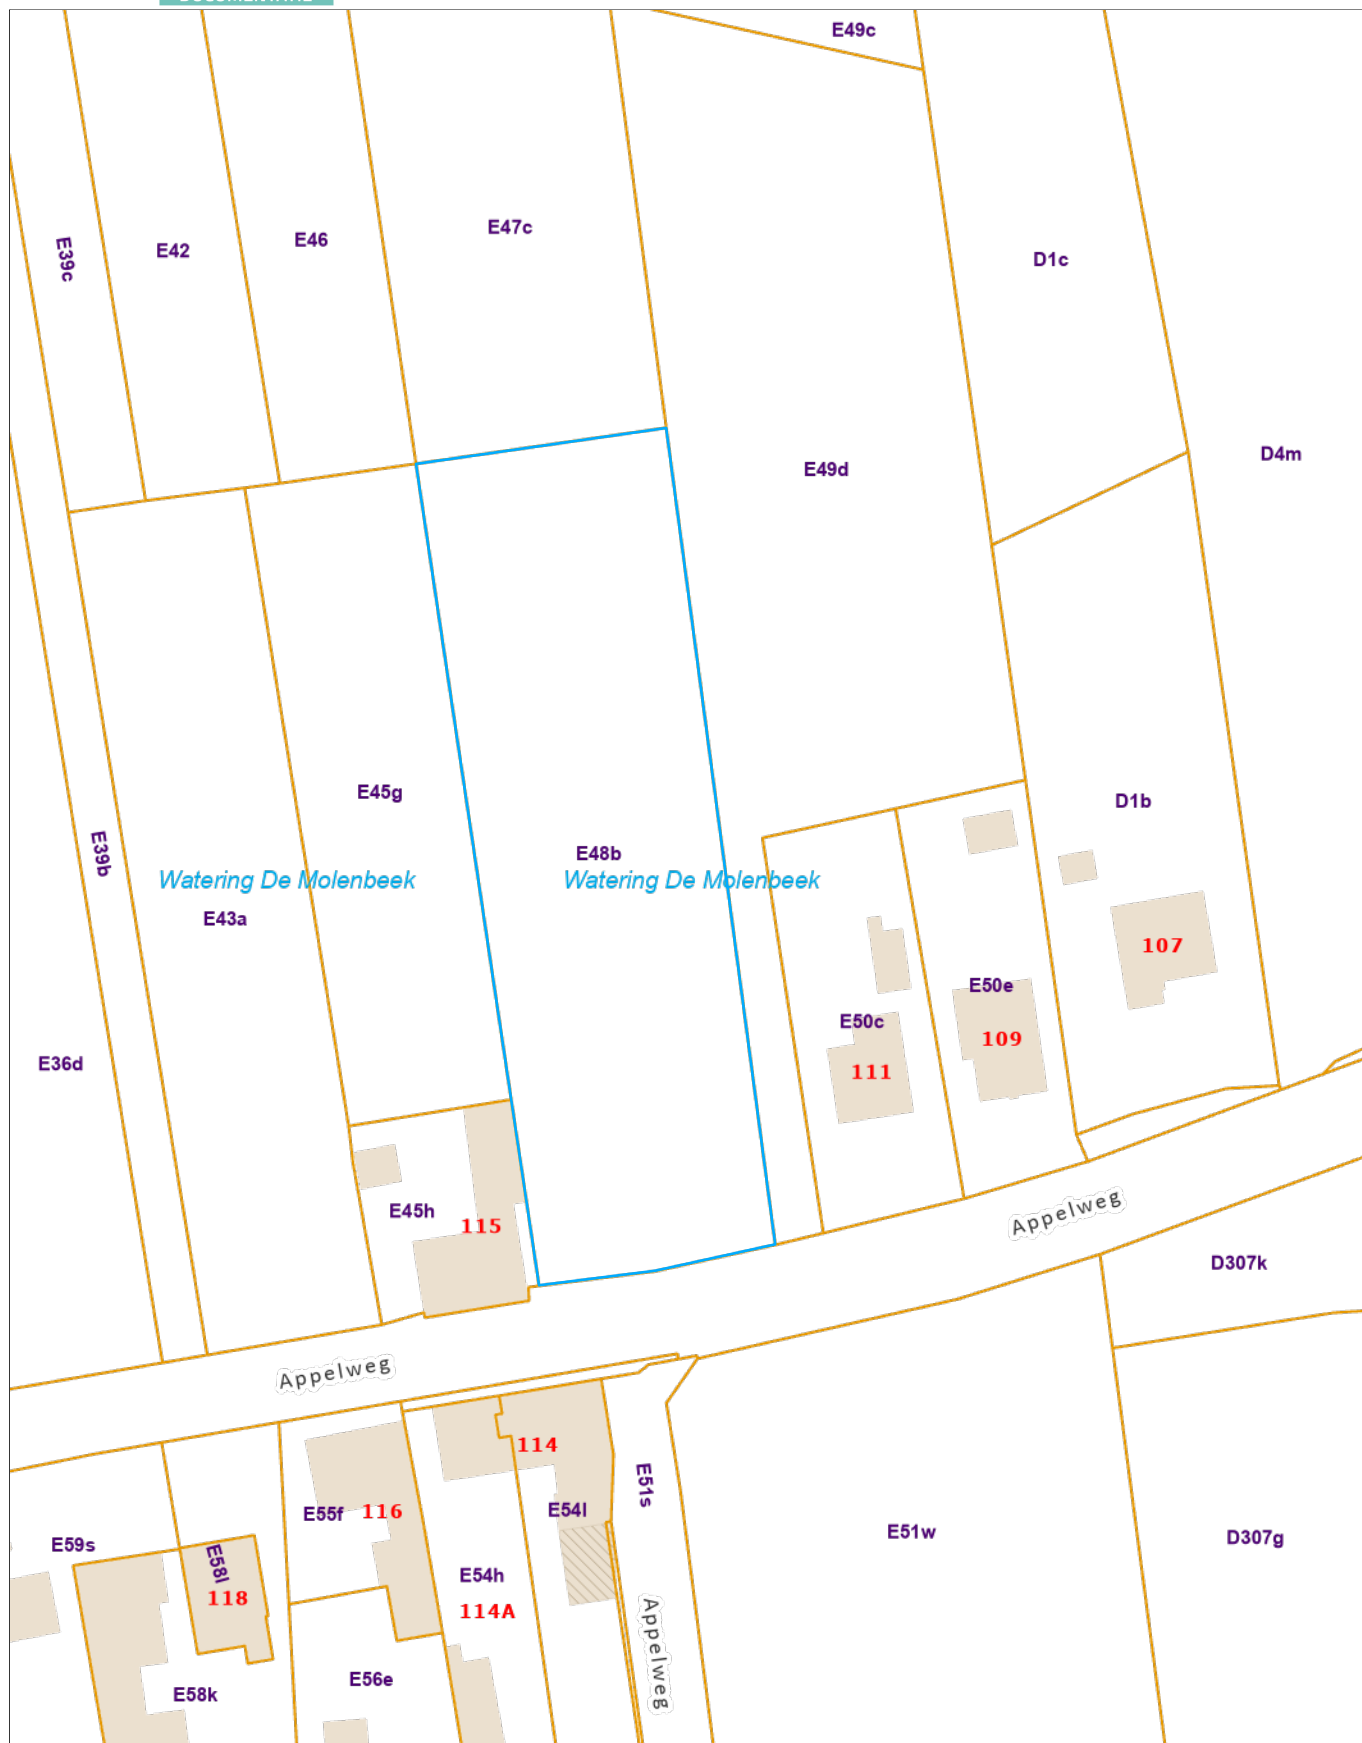 E49c
E47c
E46
E42
E39c
D1c
D4m
E49d
E45g
D1b
E39b
E48b
Watering De Molenbeek
Watering De Molenbeek
E43a
107
E50e
E50c
109
E36d
111
E45h
115
Appelweg
D307k
Appelweg
114
E51s
E55f
116
E54l
E51w
D307g
E59s
E58l
E54h
118
114A
Appelweg
E56e
E58k